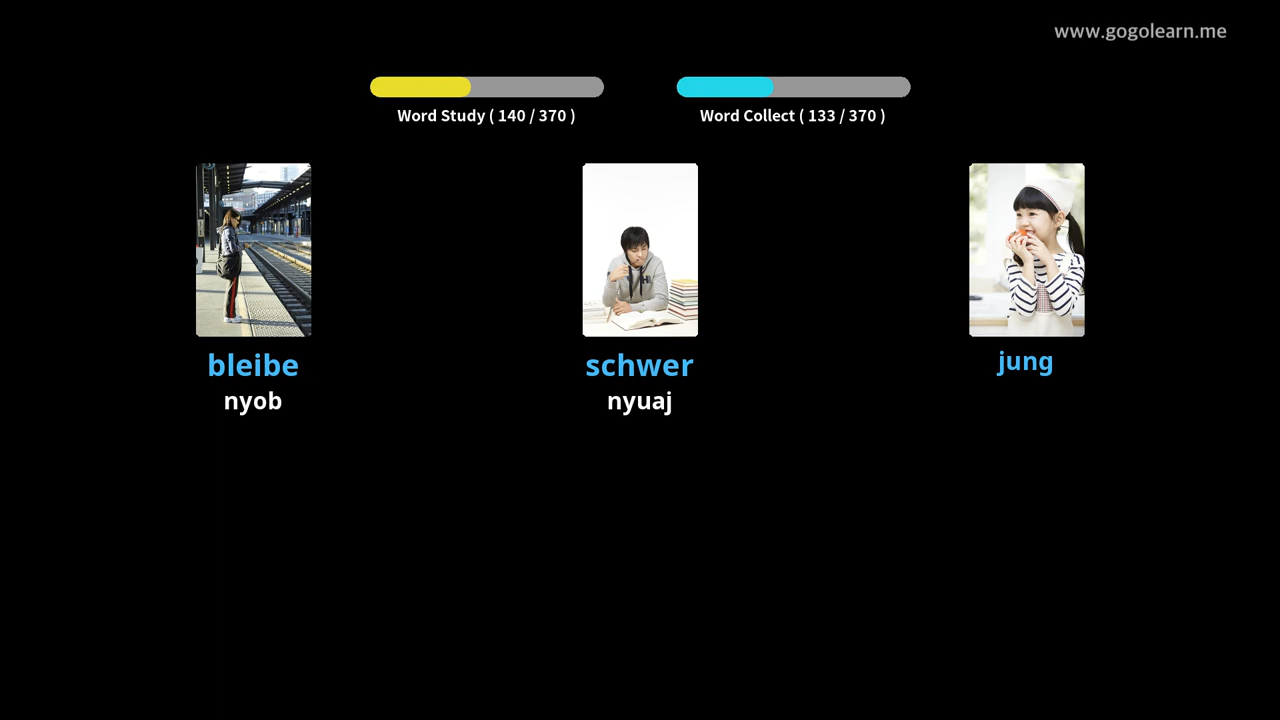 www.gogolearn.me
Word Study ( 140 / 370 )
Word Collect ( 133 / 370 )
bleibe
nyob
schwer
nyuaj
jung